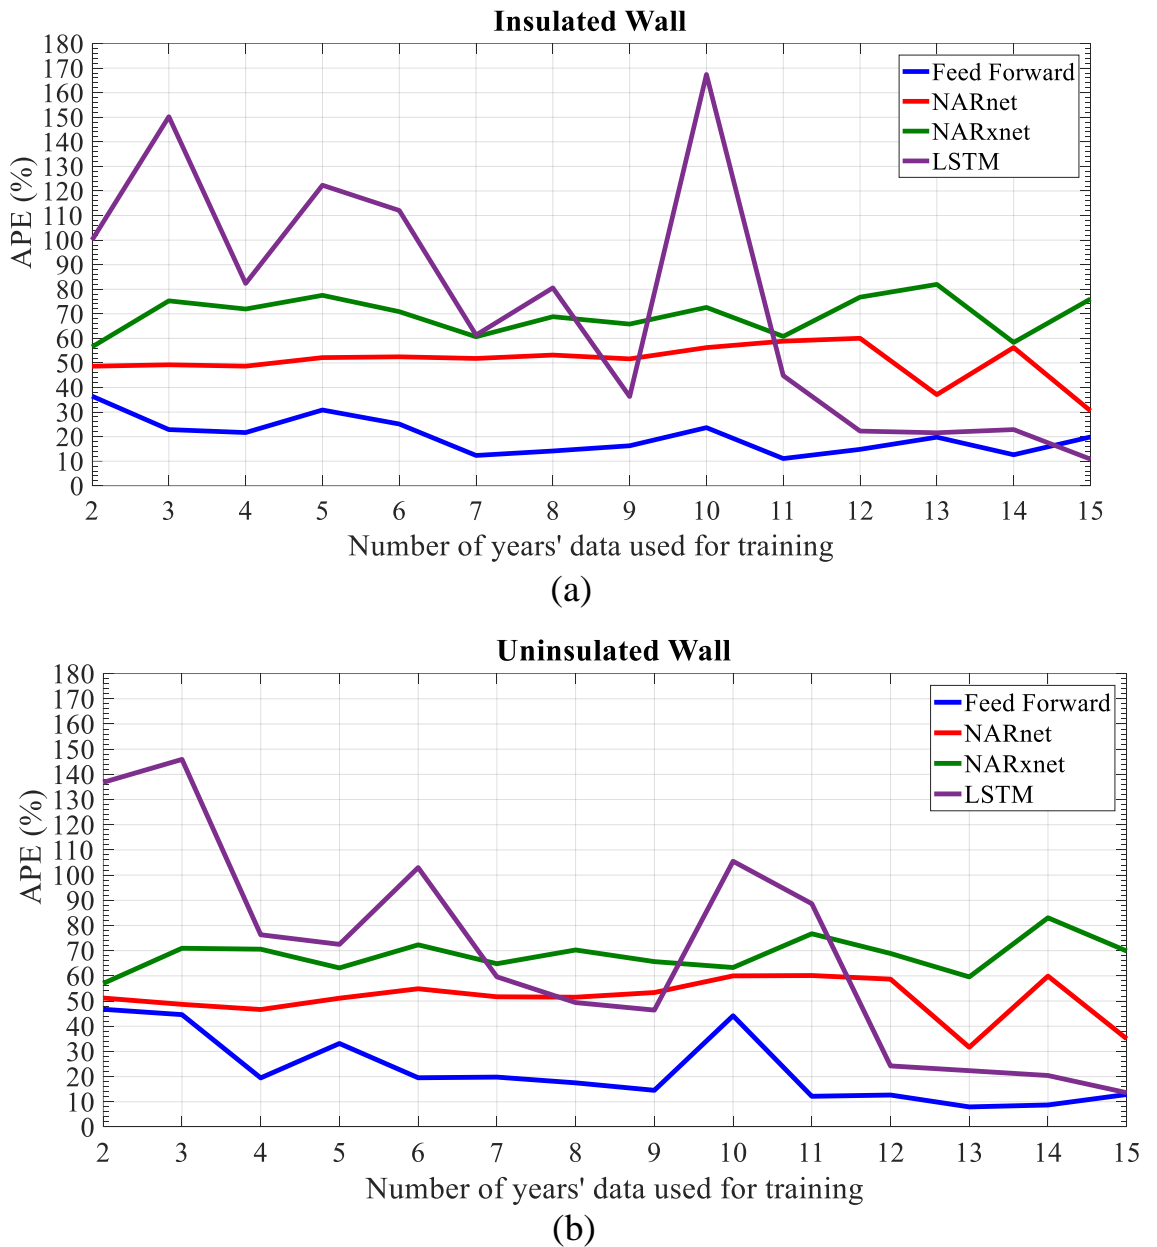 Insulated Wall
180
170
160
150
140
130
120
110
100
90
80
70
60
50
40
30
20
10
0
APE (%)
Feed Forward
NARnet
NARxnet
LSTM
2 3 4 5 6 7 8 9 10 11 12 13 14 15
Number of years' data used for training
(a)
Uninsulated Wall
180
170
160
150
140
130
120
110
100
90
80
70
60
50
40
30
20
10
0
APE (%)
Feed Forward
NARnet
NARxnet
LSTM
2 3 4 5 6 7 8 9 10 11 12 13 14 15
Number of years' data used for training
(b)